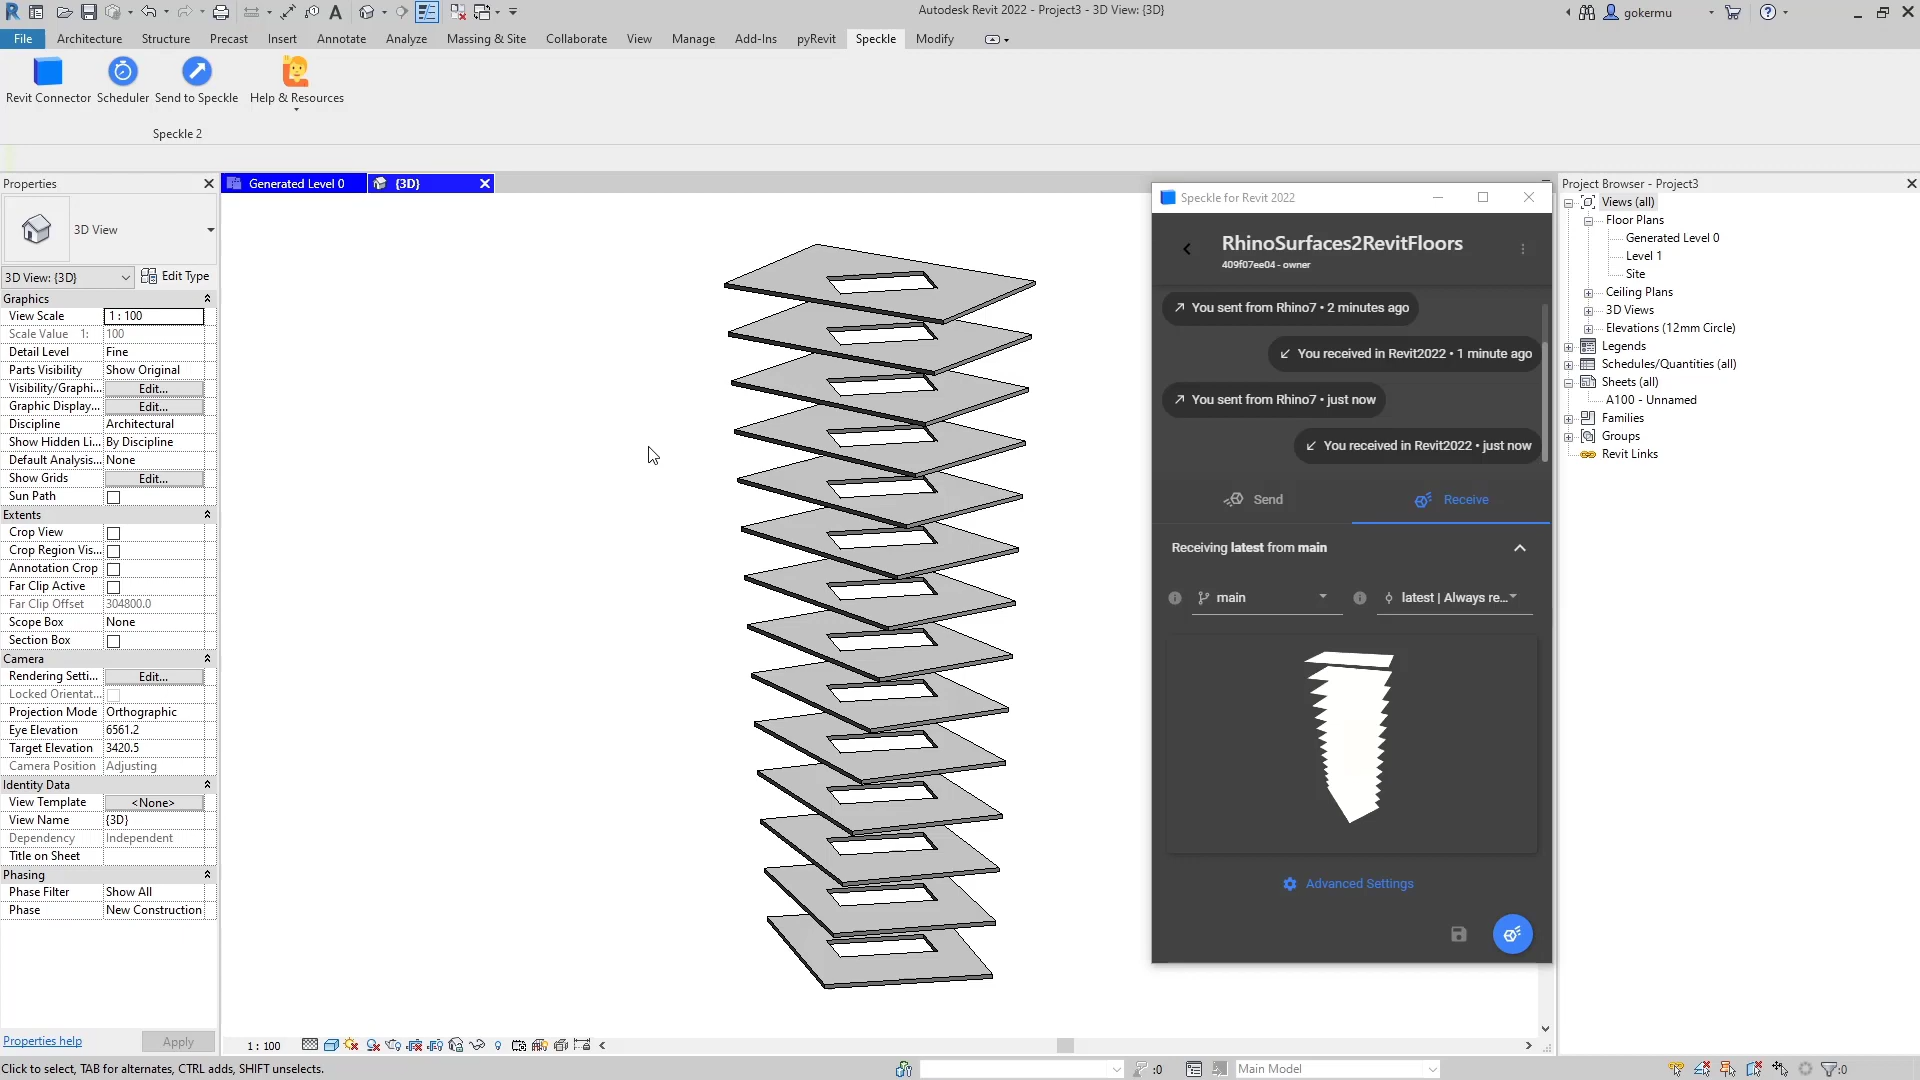 Autodesk Revit 2022 - Project3 - 3D View: {3D}
gokermu
File Architecture Structure Precast Insert Annotate Analyze Massing & Site Collaborate View Manage Add-Ins pyRevit Speckle Modify
Revit Connector Scheduler Send to Speckle Help & Resources
Speckle 2
Properties
3D View
3D View: {3D}
Edit Type
Graphics
View Scale 1 : 100
Scale Value 1: 100
Detail Level Fine
Parts Visibility Show Original
Visibility/Graphi... Edit...
Graphic Display... Edit...
Discipline Architectural
Show Hidden Li... By Discipline
Default Analysis... None
Show Grids Edit...
Sun Path
Extents
Crop View
Crop Region Vis...
Annotation Crop
Far Clip Active
Far Clip Offset 304800.0
Scope Box None
Section Box
Camera
Rendering Setti... Edit...
Locked Orientat...
Projection Mode Orthographic
Eye Elevation 6561.2
Target Elevation 3420.5
Camera Position Adjusting
Identity Data
View Template <None>
View Name {3D}
Dependency Independent
Title on Sheet
Phasing
Phase Filter Show All
Phase New Construction
Properties help
Apply
Generated Level 0
{3D}
1 : 100
Speckle for Revit 2022
RhinoSurfaces2RevitFloors
409f07ee04 - owner
You sent from Rhino7 • 2 minutes ago
You received in Revit2022 • 1 minute ago
You sent from Rhino7 • just now
You received in Revit2022 • just now
Send
Receive
Receiving latest from main
main
latest | Always re...
Advanced Settings
Project Browser - Project3
Views (all)
Floor Plans
Generated Level 0
Level 1
Site
Ceiling Plans
3D Views
Elevations (12mm Circle)
Legends
Schedules/Quantities (all)
Sheets (all)
A100 - Unnamed
Families
Groups
Revit Links
Click to select, TAB for alternates, CTRL adds, SHIFT unselects.
:0
Main Model
:0